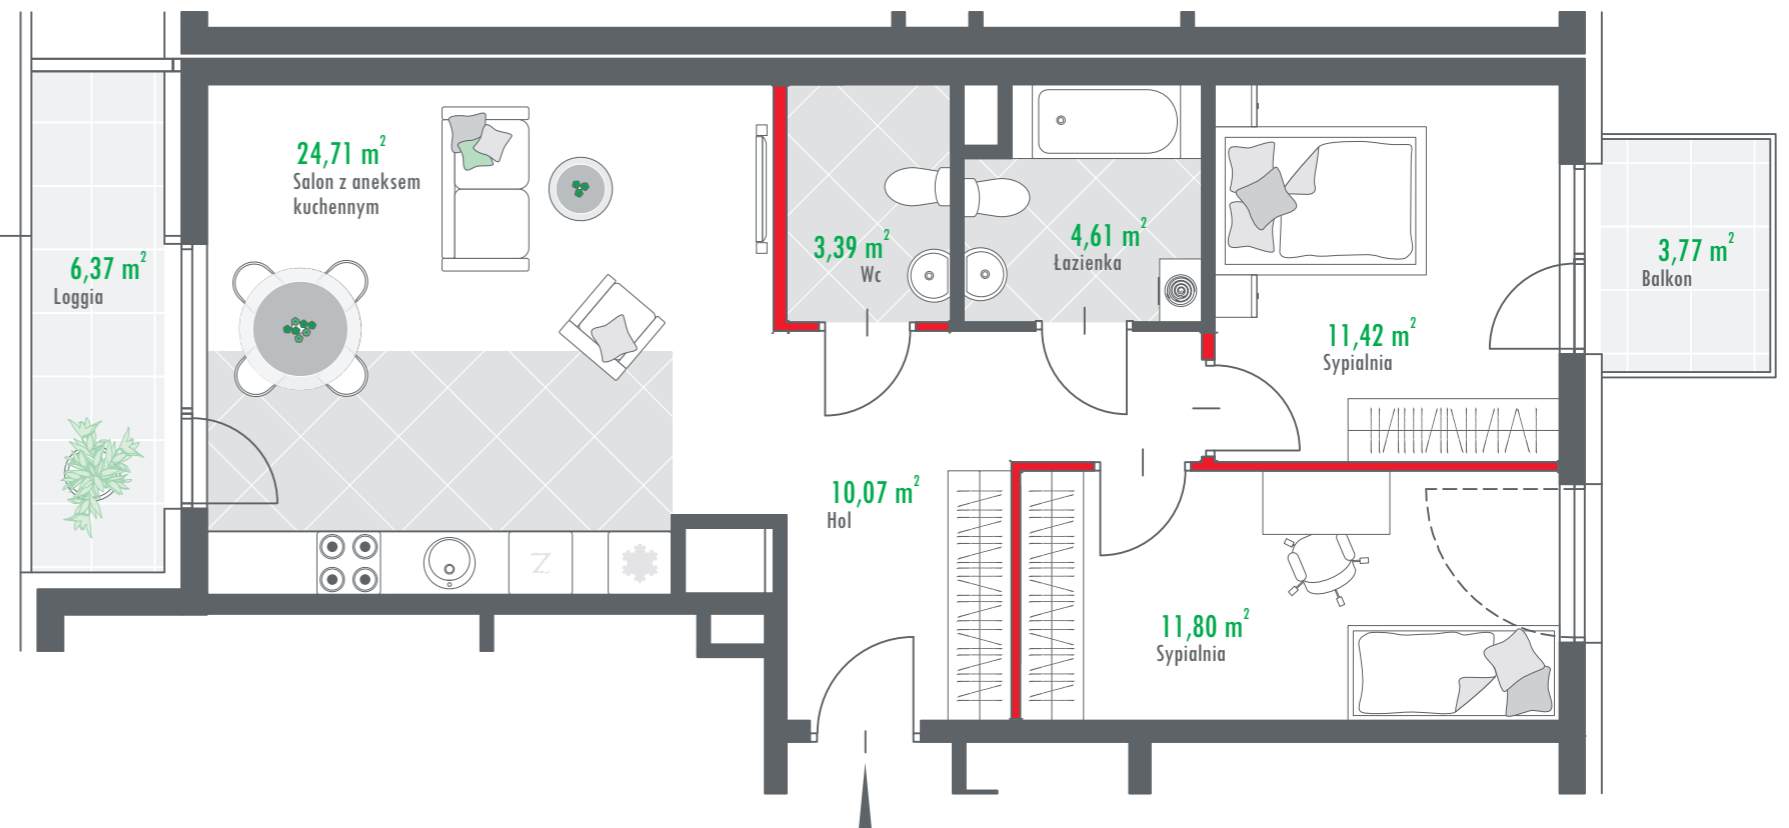 24,71 m²
Salon z aneksem
kuchennym
6,37 m²
Loggia
3,39 m²
Wc
4,61 m²
Łazienka
11,42 m²
Sypialnia
3,77 m²
Balkon
10,07 m²
Hol
11,80 m²
Sypialnia
Z